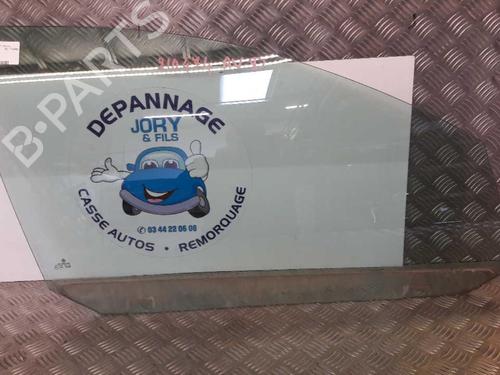 B-PARTS
DEPANNAGE
JORY
& FILS
03 44 22 06 06
CASSE AUTOS • REMORQUAGE